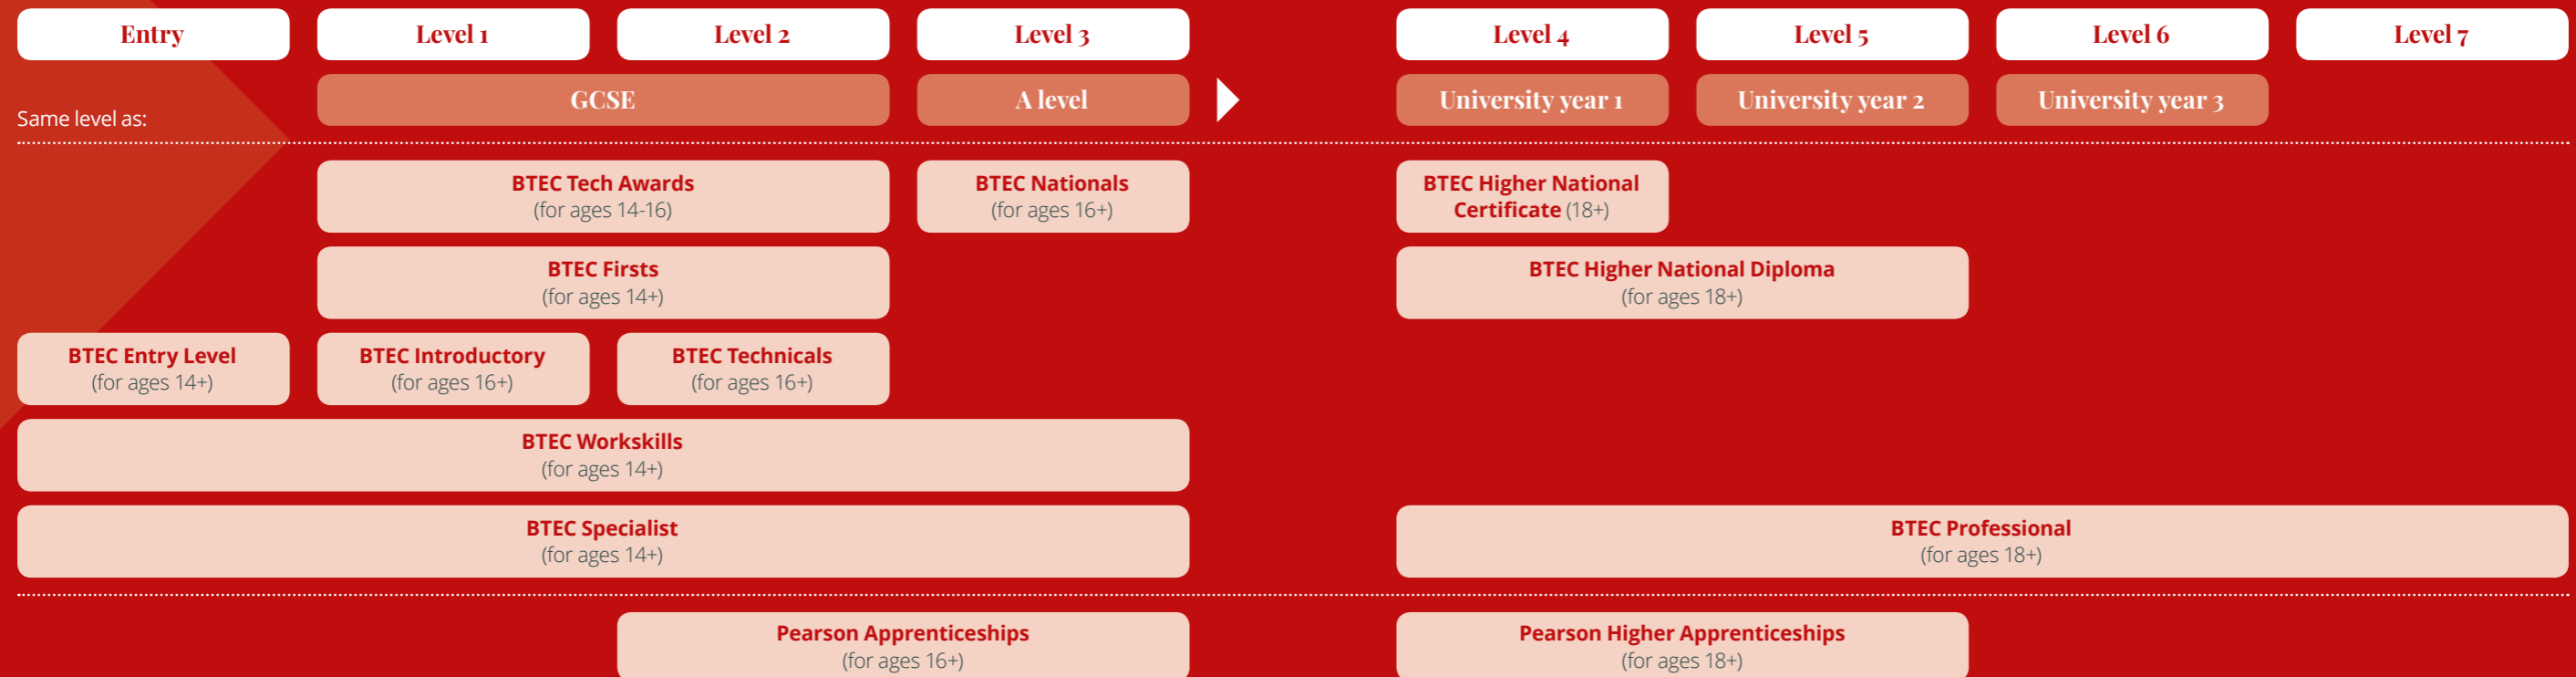 Entry
Level 1
Level 2
Level 3
Level 4
Level 5
Level 6
Level 7
Same level as:
GCSE
A level
University year 1
University year 2
University year 3
BTEC Tech Awards
(for ages 14-16)
BTEC Nationals
(for ages 16+)
BTEC Higher National
Certificate (18+)
BTEC Firsts
(for ages 14+)
BTEC Higher National Diploma
(for ages 18+)
BTEC Entry Level
(for ages 14+)
BTEC Introductory
(for ages 16+)
BTEC Technicals
(for ages 16+)
BTEC Workskills
(for ages 14+)
BTEC Specialist
(for ages 14+)
BTEC Professional
(for ages 18+)
Pearson Apprenticeships
(for ages 16+)
Pearson Higher Apprenticeships
(for ages 18+)